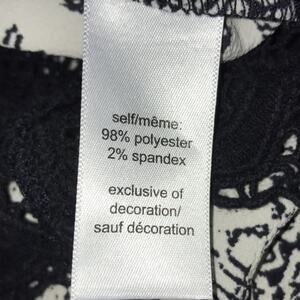 self/même:
98% polyester
2% spandex
exclusive of
decoration/
sauf décoration